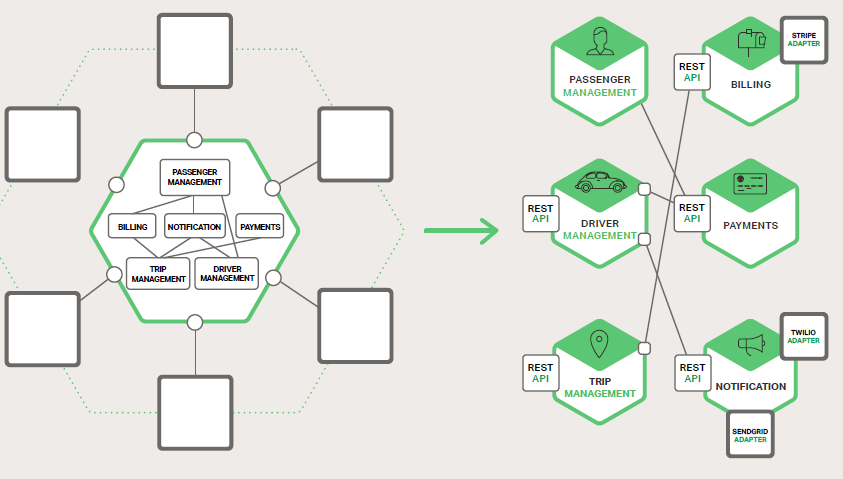 PASSENGER
MANAGEMENT
BILLING
NOTIFICATION
PAYMENTS
TRIP
MANAGEMENT
DRIVER
MANAGEMENT
PASSENGER
MANAGEMENT
REST
API
BILLING
STRIPE
ADAPTER
REST
API
DRIVER
MANAGEMENT
REST
API
PAYMENTS
REST
API
TRIP
MANAGEMENT
REST
API
NOTIFICATION
TWILIO
ADAPTER
SENDGRID
ADAPTER